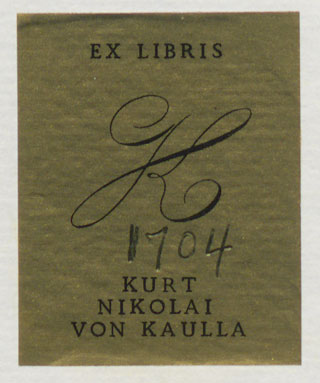 EX LIBRIS
K
1704
KURT
NIKOLAI
VON KAULLA